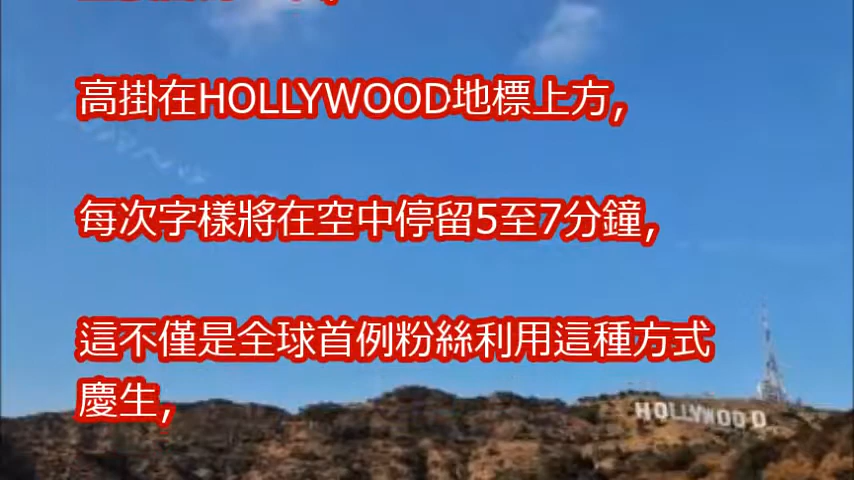 高掛在HOLLYWOOD地標上方，
每次字樣將在空中停留5至7分鐘，
這不僅是全球首例粉絲利用這種方式
慶生，
HOLLYWOOD